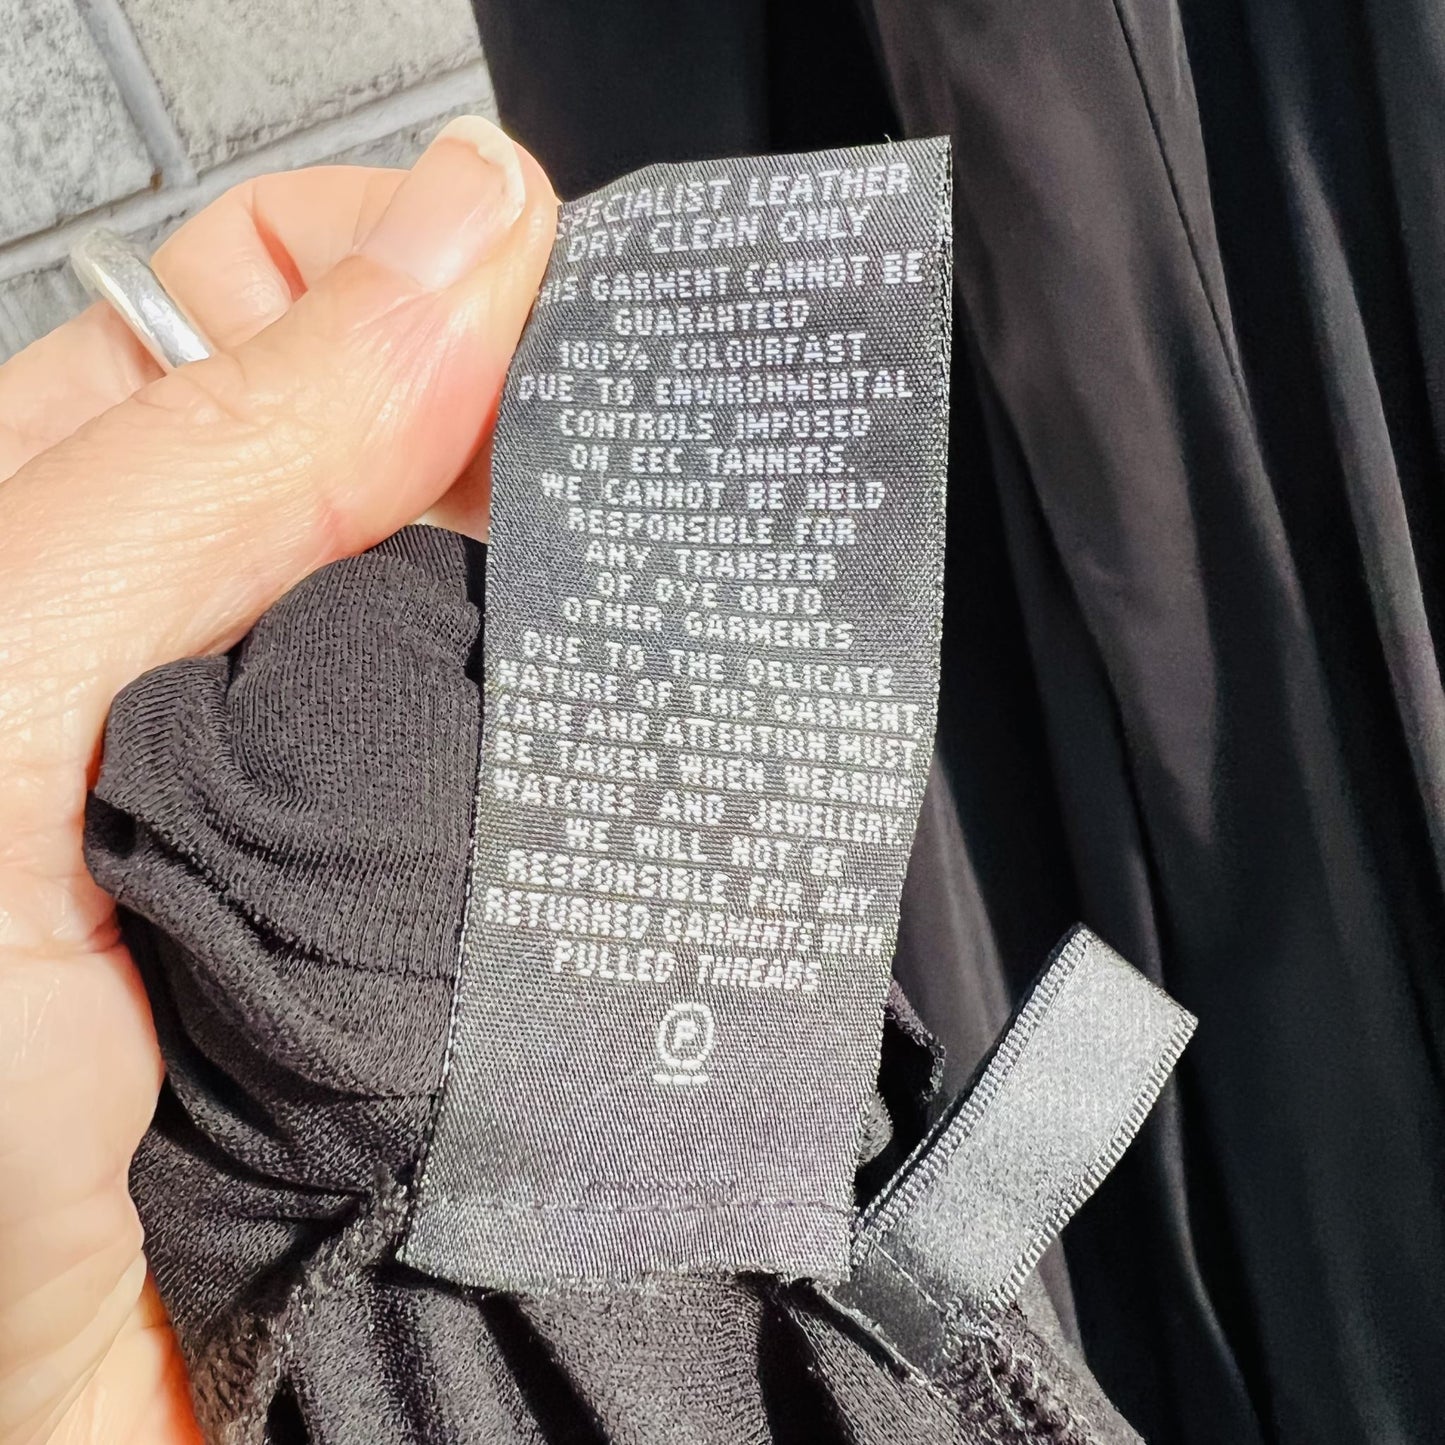 SPECIALIST LEATHER
DRY CLEAN ONLY
THE GARMENT CANNOT BE
GUARANTEED
100% COLOURFAST
DUE TO ENVIRONMENTAL
CONTROLS IMPOSED
ON EEC TANNERS.
WE CANNOT BE HELD
RESPONSIBLE FOR
ANY TRANSFER
OF DYE ONTO
OTHER GARMENTS
DUE TO THE DELICATE
NATURE OF THIS GARMENT,
CARE AND ATTENTION MUST
BE TAKEN WHEN WEARING
WATCHES AND JEWELLERY.
WE WILL NOT BE
RESPONSIBLE FOR ANY
RETURNED GARMENTS WITH
PULLED THREADS
P